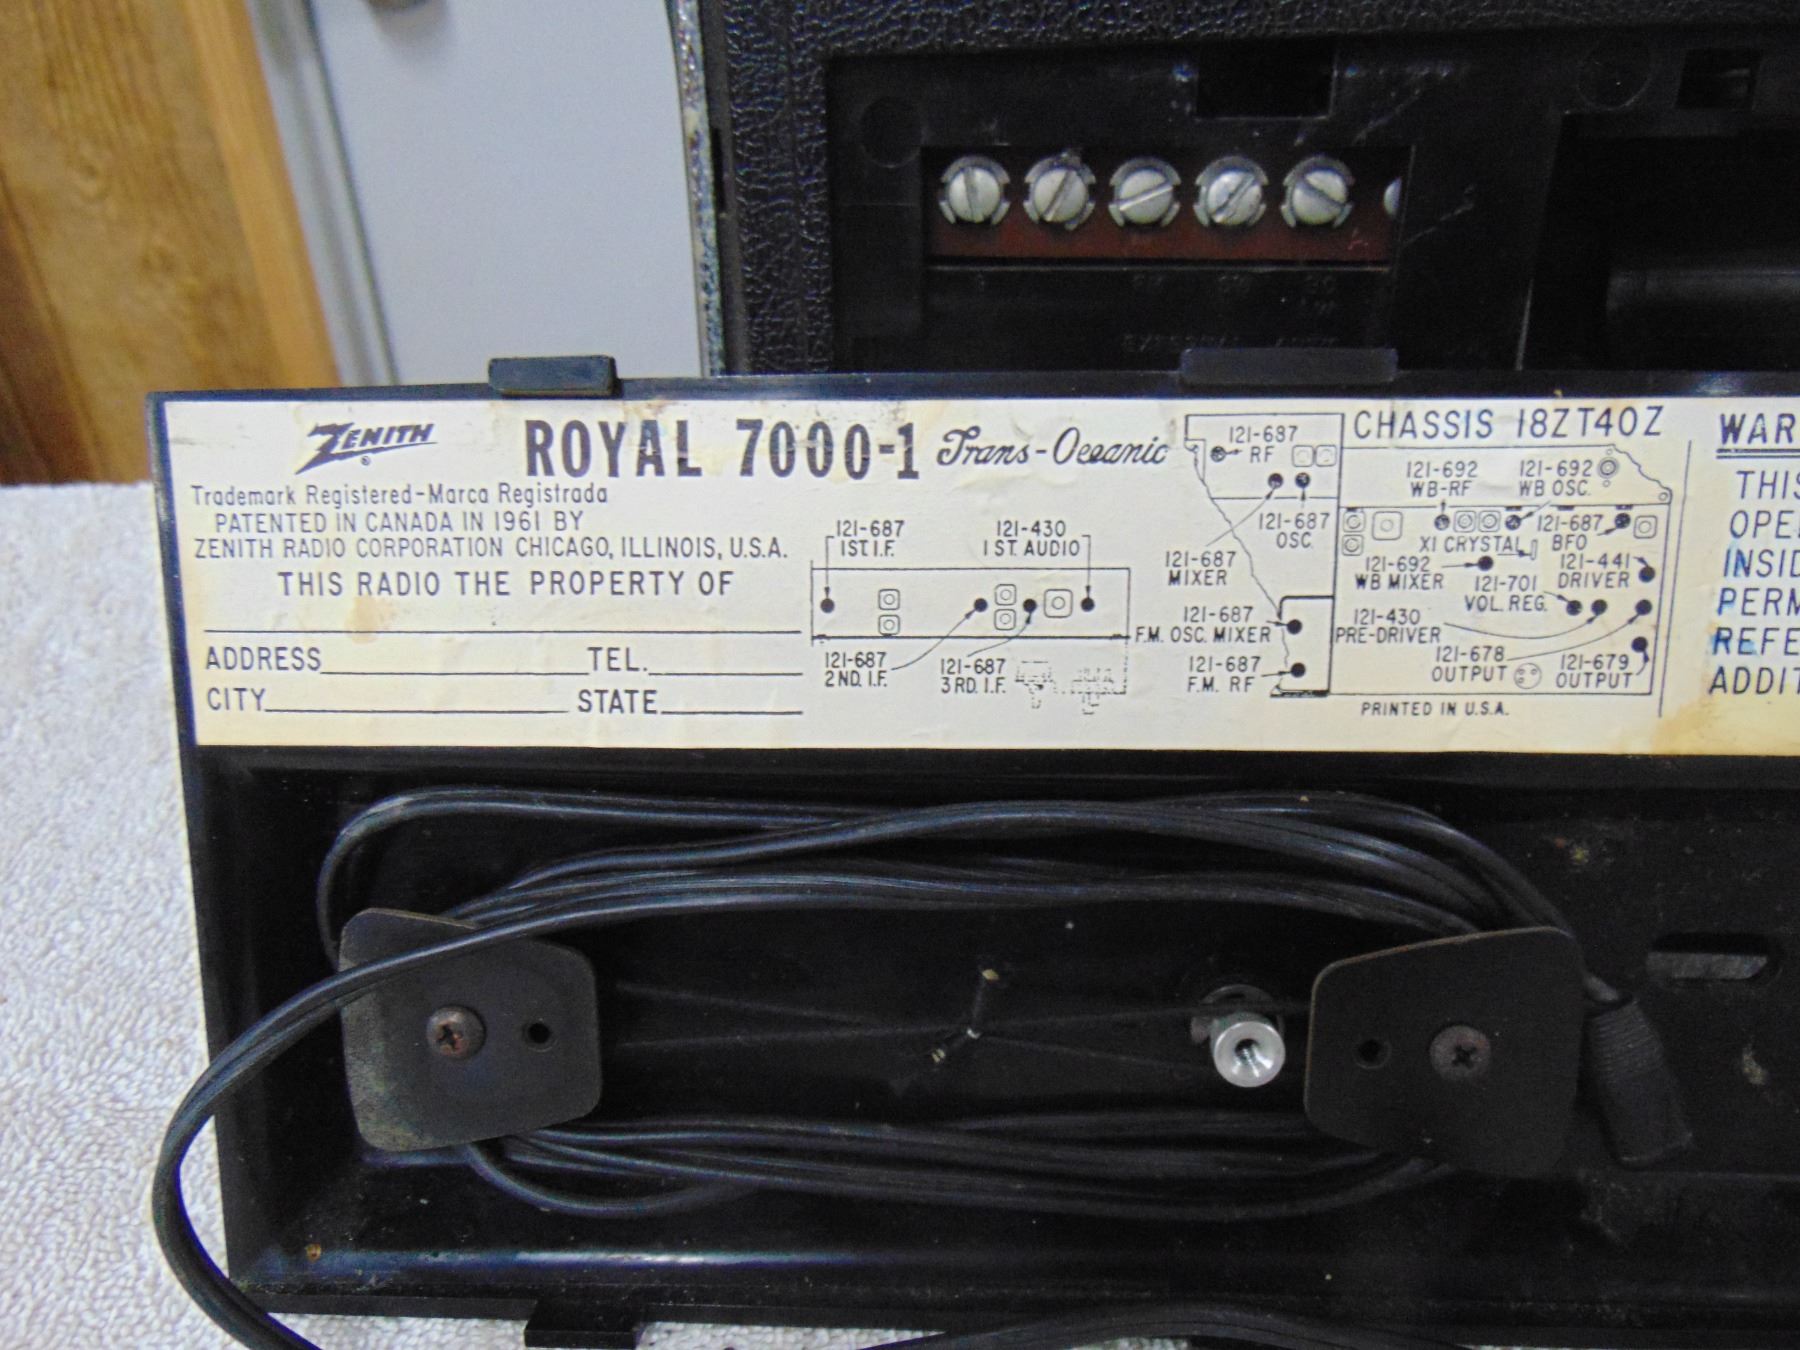 ZENITH ®
ROYAL 7000-1 Trans-Oceanic
Trademark Registered-Marca Registrada
PATENTED IN CANADA IN 1961 BY
ZENITH RADIO CORPORATION CHICAGO, ILLINOIS, U.S.A.
THIS RADIO THE PROPERTY OF
ADDRESS TEL.
CITY STATE
121-687
1ST. I.F.
121-430
1ST. AUDIO
121-687
2ND. I.F.
121-687
3RD. I.F.
CHASSIS 18ZT40Z
121-687
RF
121-687
OSC.
121-687
MIXER
121-687
F.M. OSC. MIXER
121-687
F.M. RF
121-692
WB-RF
121-692
WB OSC.
X1 CRYSTAL
121-687
BFO
121-692
WB MIXER
121-701
VOL. REG.
121-441
DRIVER
121-430
PRE-DRIVER
121-678
OUTPUT
121-679
OUTPUT
PRINTED IN U.S.A.
WAR
THIS
OPE
INSID
PERM
REFE
ADDIT